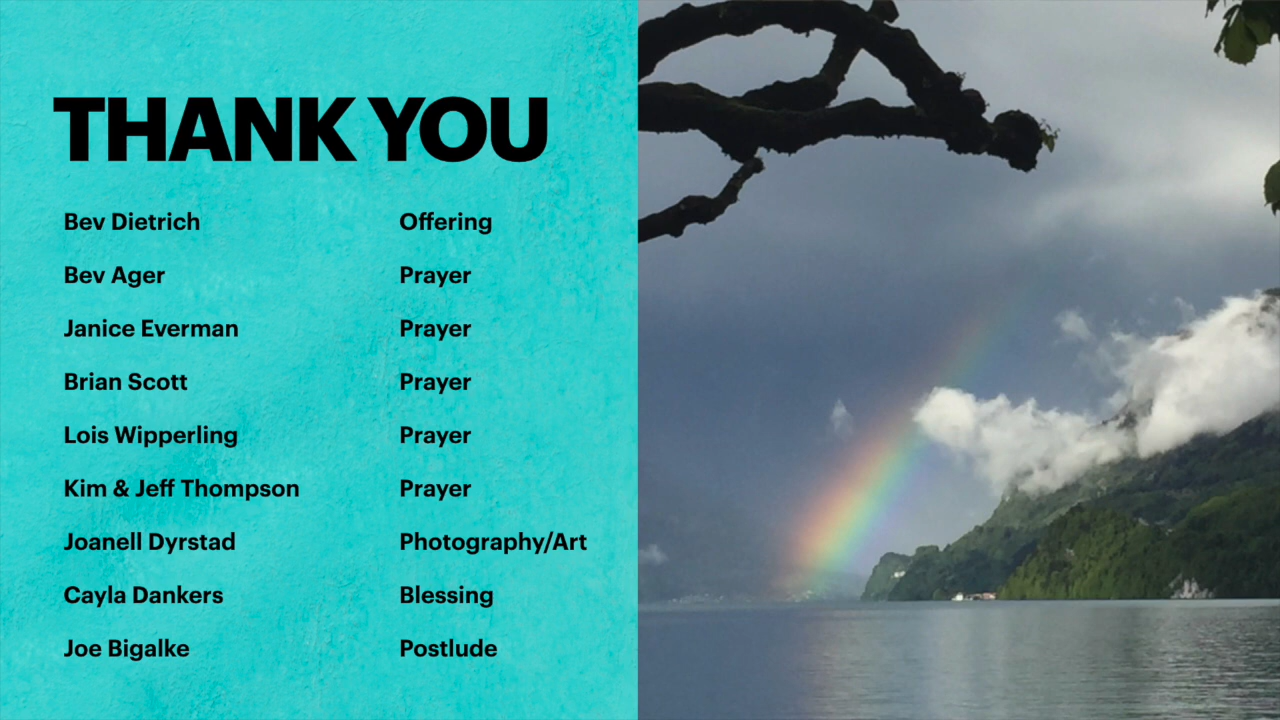 THANK YOU
Bev Dietrich Offering
Bev Ager Prayer
Janice Everman Prayer
Brian Scott Prayer
Lois Wipperling Prayer
Kim & Jeff Thompson Prayer
Joanell Dyrstad Photography/Art
Cayla Dankers Blessing
Joe Bigalke Postlude